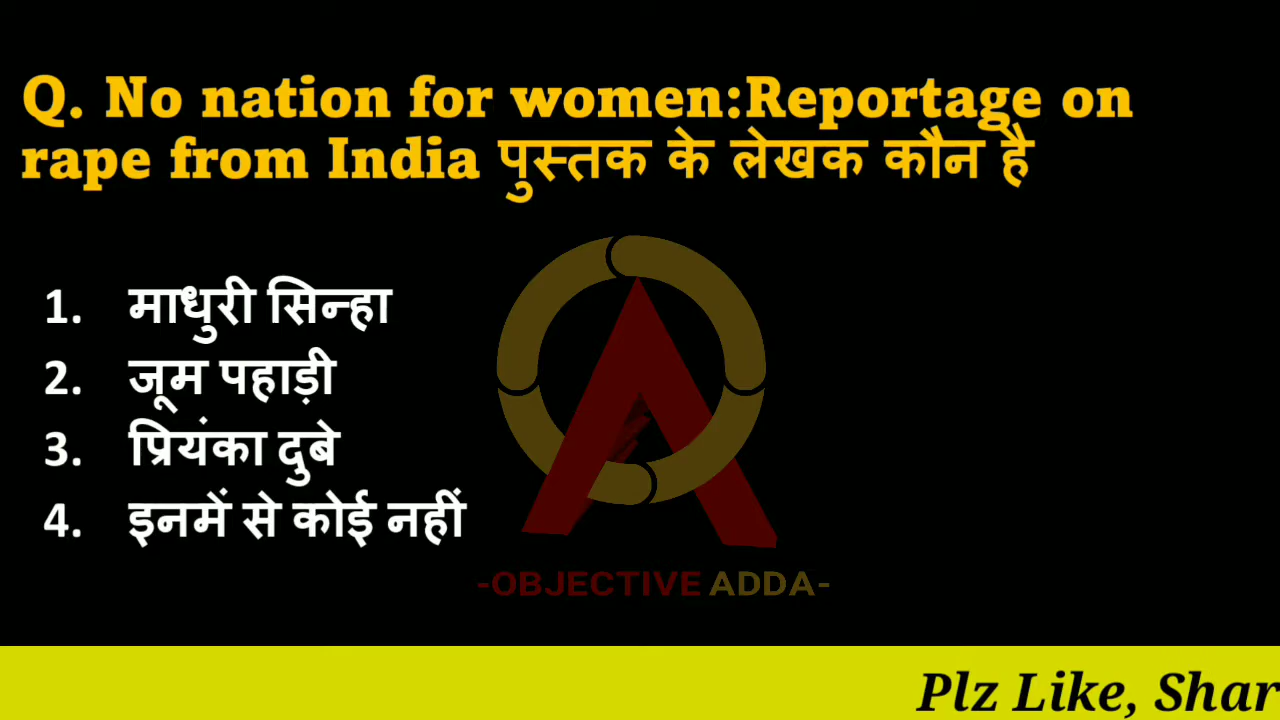 Q. No nation for women:Reportage on
rape from India पुस्तक के लेखक कौन है
1. माधुरी सिन्हा
2. जूम पहाड़ी
3. प्रियंका दुबे
4. इनमें से कोई नहीं
-OBJECTIVE ADDA-
Plz Like, Shar